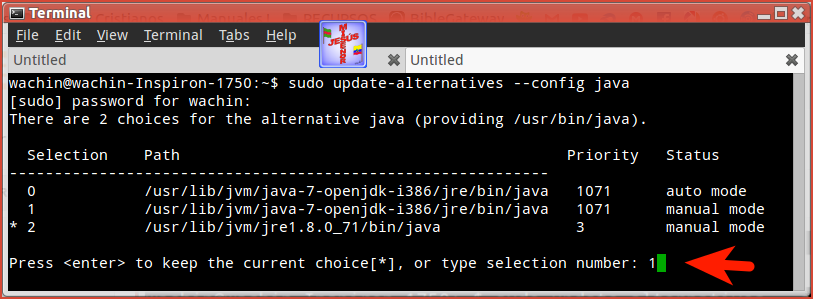 Terminal
File Edit View Terminal Tabs Help
Untitled Untitled
wachin@wachin-Inspiron-1750:~$ sudo update-alternatives --config java
[sudo] password for wachin:
There are 2 choices for the alternative java (providing /usr/bin/java).
Selection Path Priority Status
------------------------------------------------------------
0 /usr/lib/jvm/java-7-openjdk-i386/jre/bin/java 1071 auto mode
1 /usr/lib/jvm/java-7-openjdk-i386/jre/bin/java 1071 manual mode
* 2 /usr/lib/jvm/jre1.8.0_71/bin/java 3 manual mode
Press <enter> to keep the current choice[*], or type selection number: 1